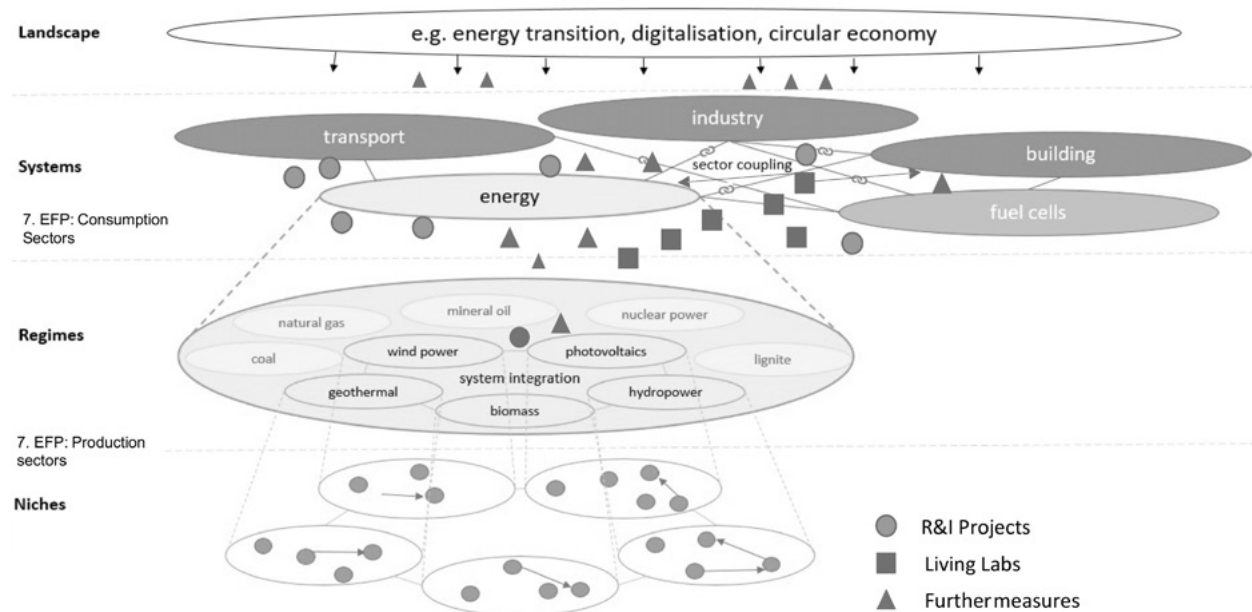 Landscape
e.g. energy transition, digitalisation, circular economy
industry
transport
building
Systems
sector coupling
energy
fuel cells
7. EFP: Consumption
Sectors
mineral oil
nuclear power
natural gas
Regimes
wind power
photovoltaics
coal
lignite
system integration
geothermal
hydropower
biomass
7. EFP: Production
sectors
Niches
R&I Projects
Living Labs
Further measures